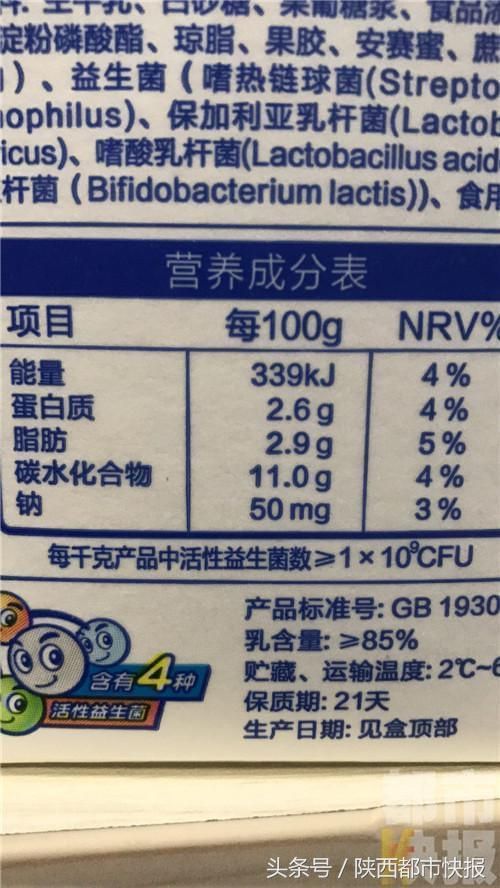 生牛乳、白砂糖、果葡糖浆、食品添
淀粉磷酸酯、琼脂、果胶、安赛蜜、蔗
)、益生菌（嗜热链球菌(Strepto
ophilus)、保加利亚乳杆菌(Lactob
icus)、嗜酸乳杆菌(Lactobacillus acid
杆菌（Bifidobacterium lactis))、食用
营养成分表
项目 每100g NRV%
能量 339kJ 4%
蛋白质 2.6g 4%
脂肪 2.9g 5%
碳水化合物 11.0g 4%
钠 50mg 3%
每千克产品中活性益生菌数≥1×10⁹CFU
产品标准号: GB 1930
乳含量: ≥85%
贮藏、运输温度: 2℃~6
保质期: 21天
生产日期: 见盒顶部
含有4种
活性益生菌
都市
快报
头条号 / 陕西都市快报